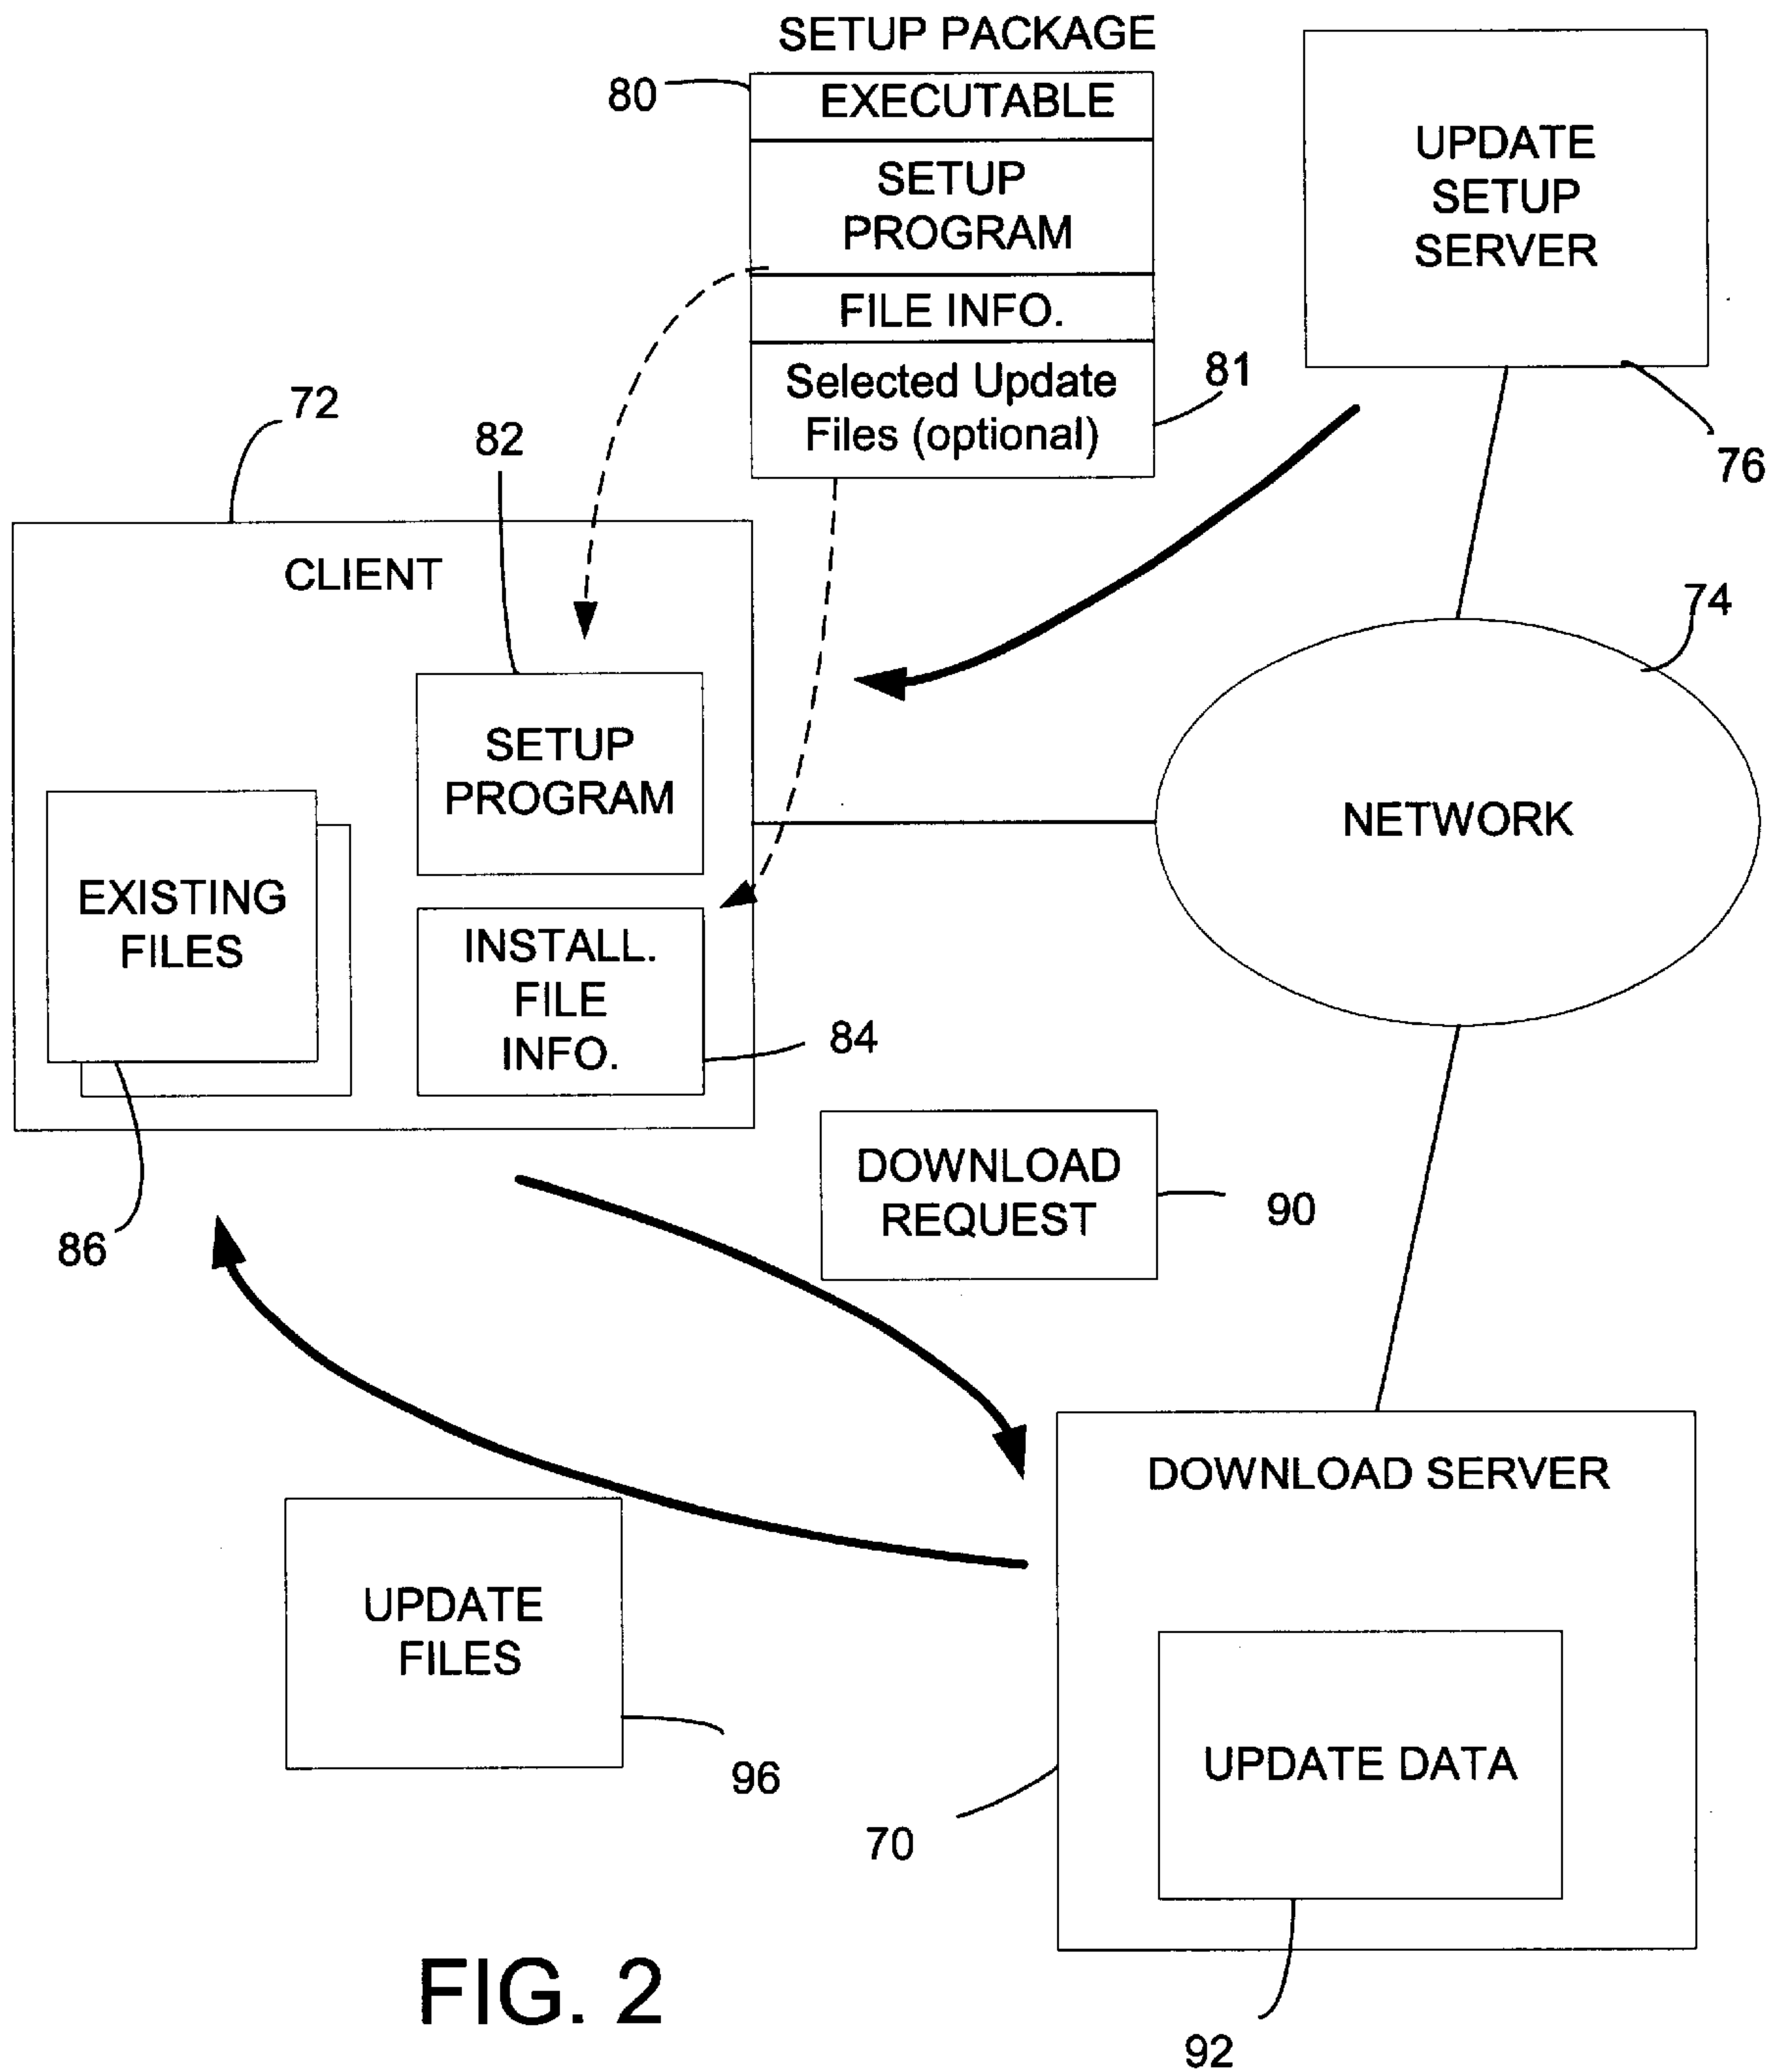 SETUP PACKAGE
80
EXECUTABLE
SETUP
PROGRAM
FILE INFO.
Selected Update
Files (optional)
81
UPDATE
SETUP
SERVER
76
72
82
CLIENT
SETUP
PROGRAM
EXISTING
FILES
INSTALL.
FILE
INFO.
84
86
74
NETWORK
DOWNLOAD
REQUEST
90
DOWNLOAD SERVER
UPDATE
FILES
96
UPDATE DATA
70
92
FIG. 2